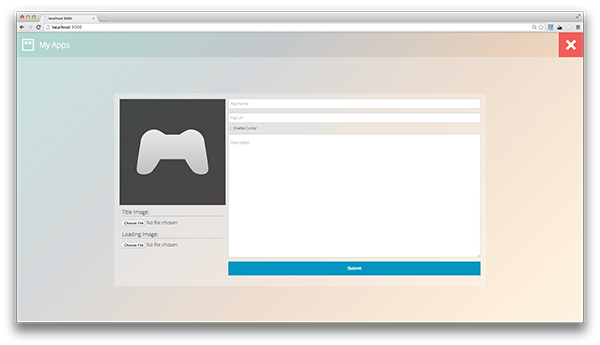 localhost:3000
localhost:3000
My Apps
App Name
App Url
Enable Cursor
Description
Title Image:
Choose File No file chosen
Loading Image:
Choose File No file chosen
Submit